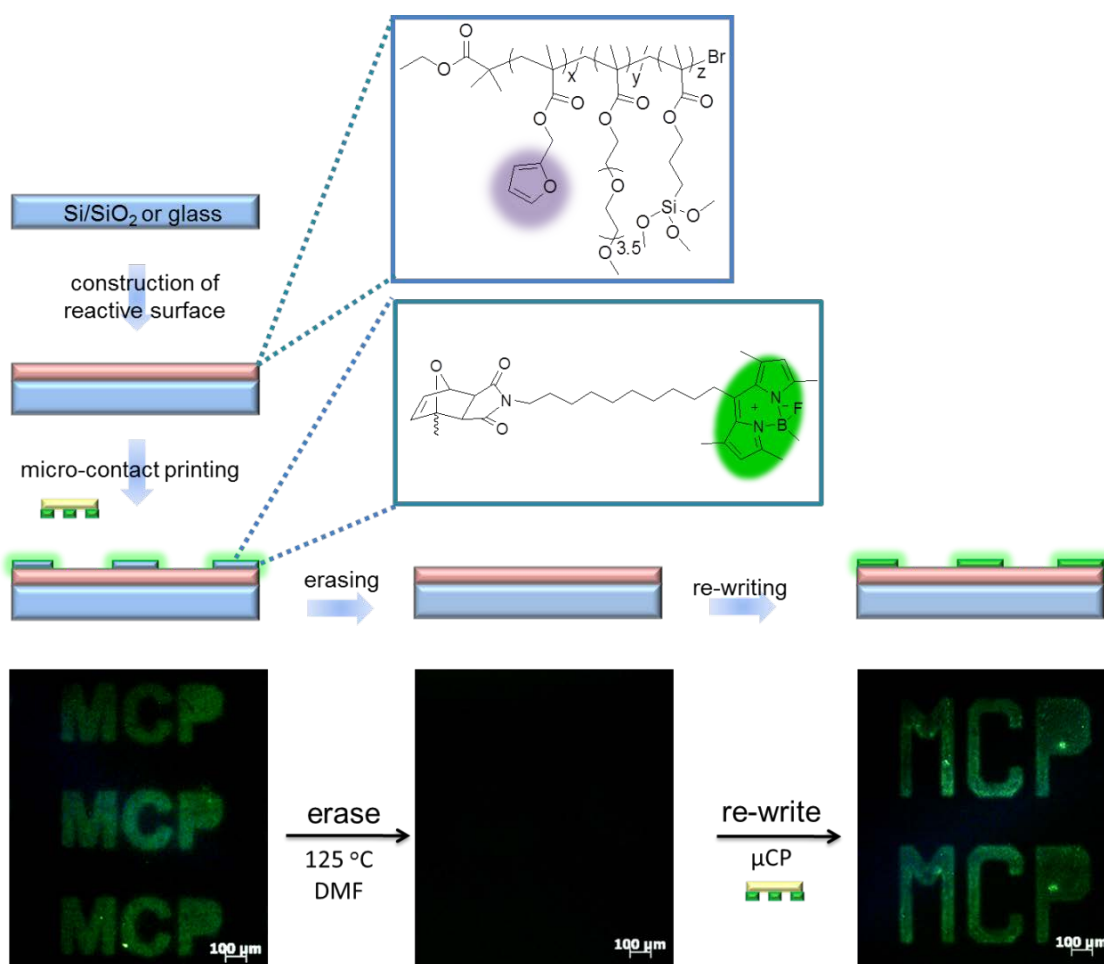 O
O
Br
x
y
z
O
O
O
O
O
O
O
O
Si
O
O
O
3.5
O
Si/SiO₂ or glass
construction of
reactive surface
O
O
N
O
N
F
+
N
B
micro-contact printing
erasing
re-writing
MCP
MCP
MCP
100 µm
erase
125 °C
DMF
100 µm
re-write
µCP
MCP
MCP
100 µm